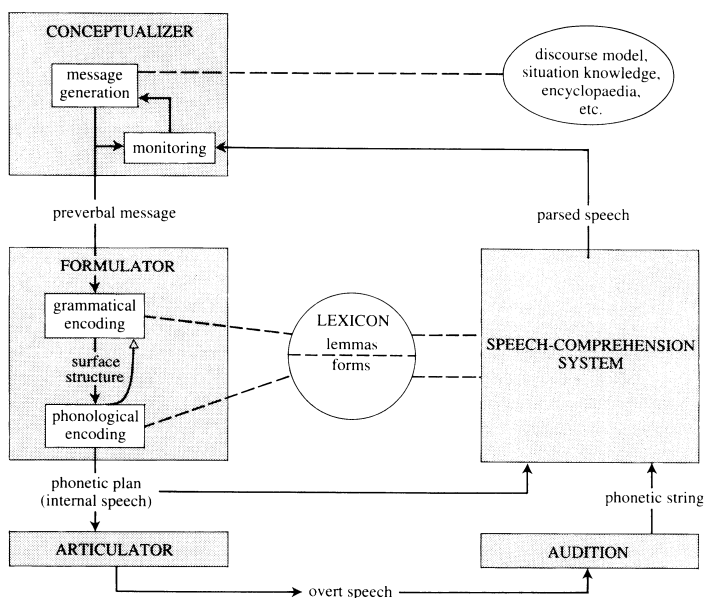 CONCEPTUALIZER
message
generation
monitoring
discourse model,
situation knowledge,
encyclopaedia,
etc.
preverbal message
parsed speech
FORMULATOR
grammatical
encoding
surface
structure
phonological
encoding
LEXICON
lemmas
forms
SPEECH-COMPREHENSION
SYSTEM
phonetic plan
(internal speech)
phonetic string
ARTICULATOR
AUDITION
overt speech